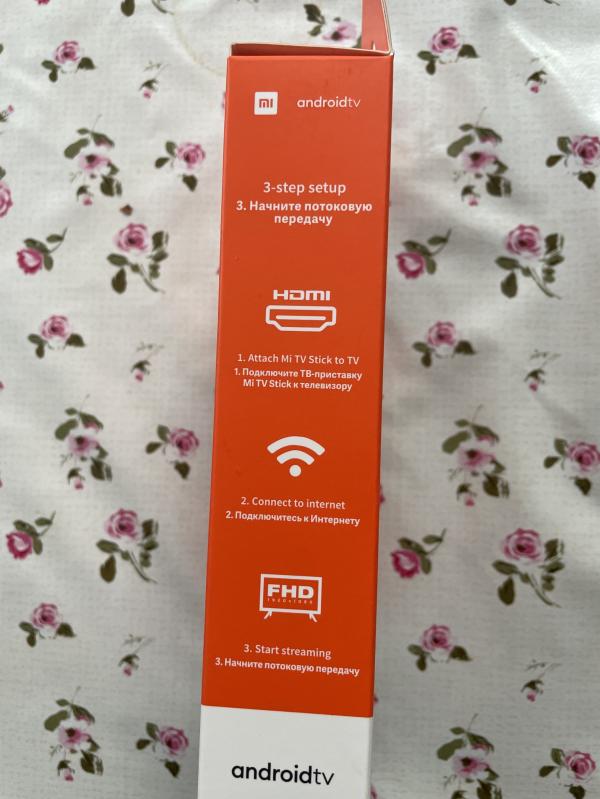 mi androidtv
3-step setup
3. Начните потоковую
передачу
HDMI
1. Attach Mi TV Stick to TV
1. Подключите ТВ-приставку
Mi TV Stick к телевизору
2. Connect to internet
2. Подключитесь к Интернету
FHD
1920x1080
3. Start streaming
3. Начните потоковую передачу
androidtv